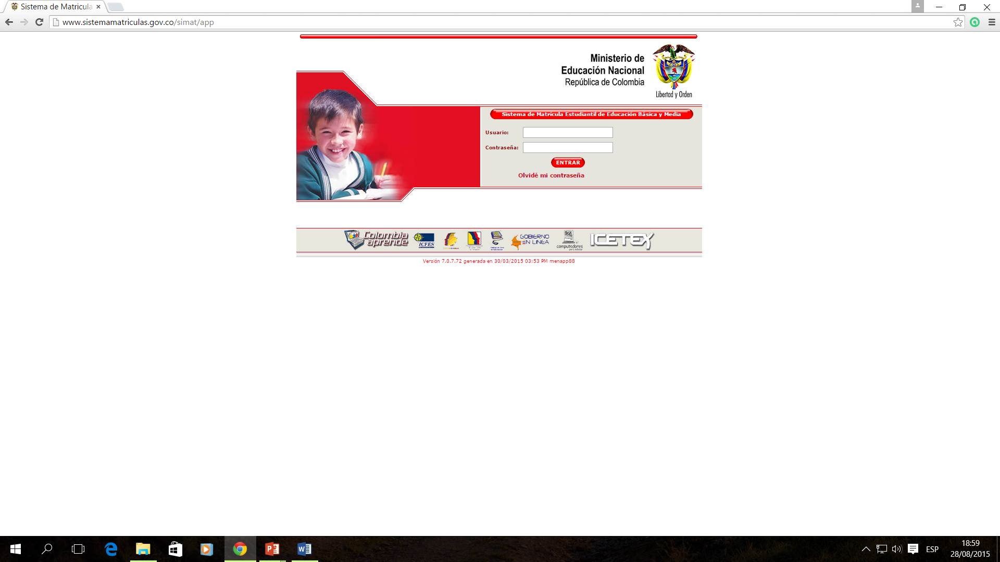 Sistema de Matricula
www.sistemamatriculas.gov.co/simat/app
Ministerio de
Educación Nacional
República de Colombia
Libertad y Orden
Sistema de Matrícula Estudiantil de Educación Básica y Media
Usuario:
Contraseña:
ENTRAR
Olvidé mi contraseña
Colombia
aprende
ICFES
GOBIERNO
EN LINEA
computadores
para educar
ICETEX
Versión 7.0.7.72 generada en 30/03/2015 03:53 PM menapp88
ESP
18:59
28/08/2015